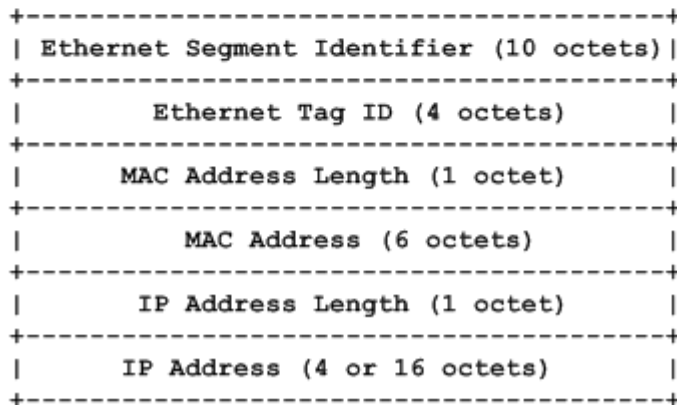 +---------------------------------------+
| Ethernet Segment Identifier (10 octets)|
+---------------------------------------+
|        Ethernet Tag ID (4 octets)      |
+---------------------------------------+
|      MAC Address Length (1 octet)      |
+---------------------------------------+
|          MAC Address (6 octets)        |
+---------------------------------------+
|       IP Address Length (1 octet)      |
+---------------------------------------+
|      IP Address (4 or 16 octets)       |
+---------------------------------------+